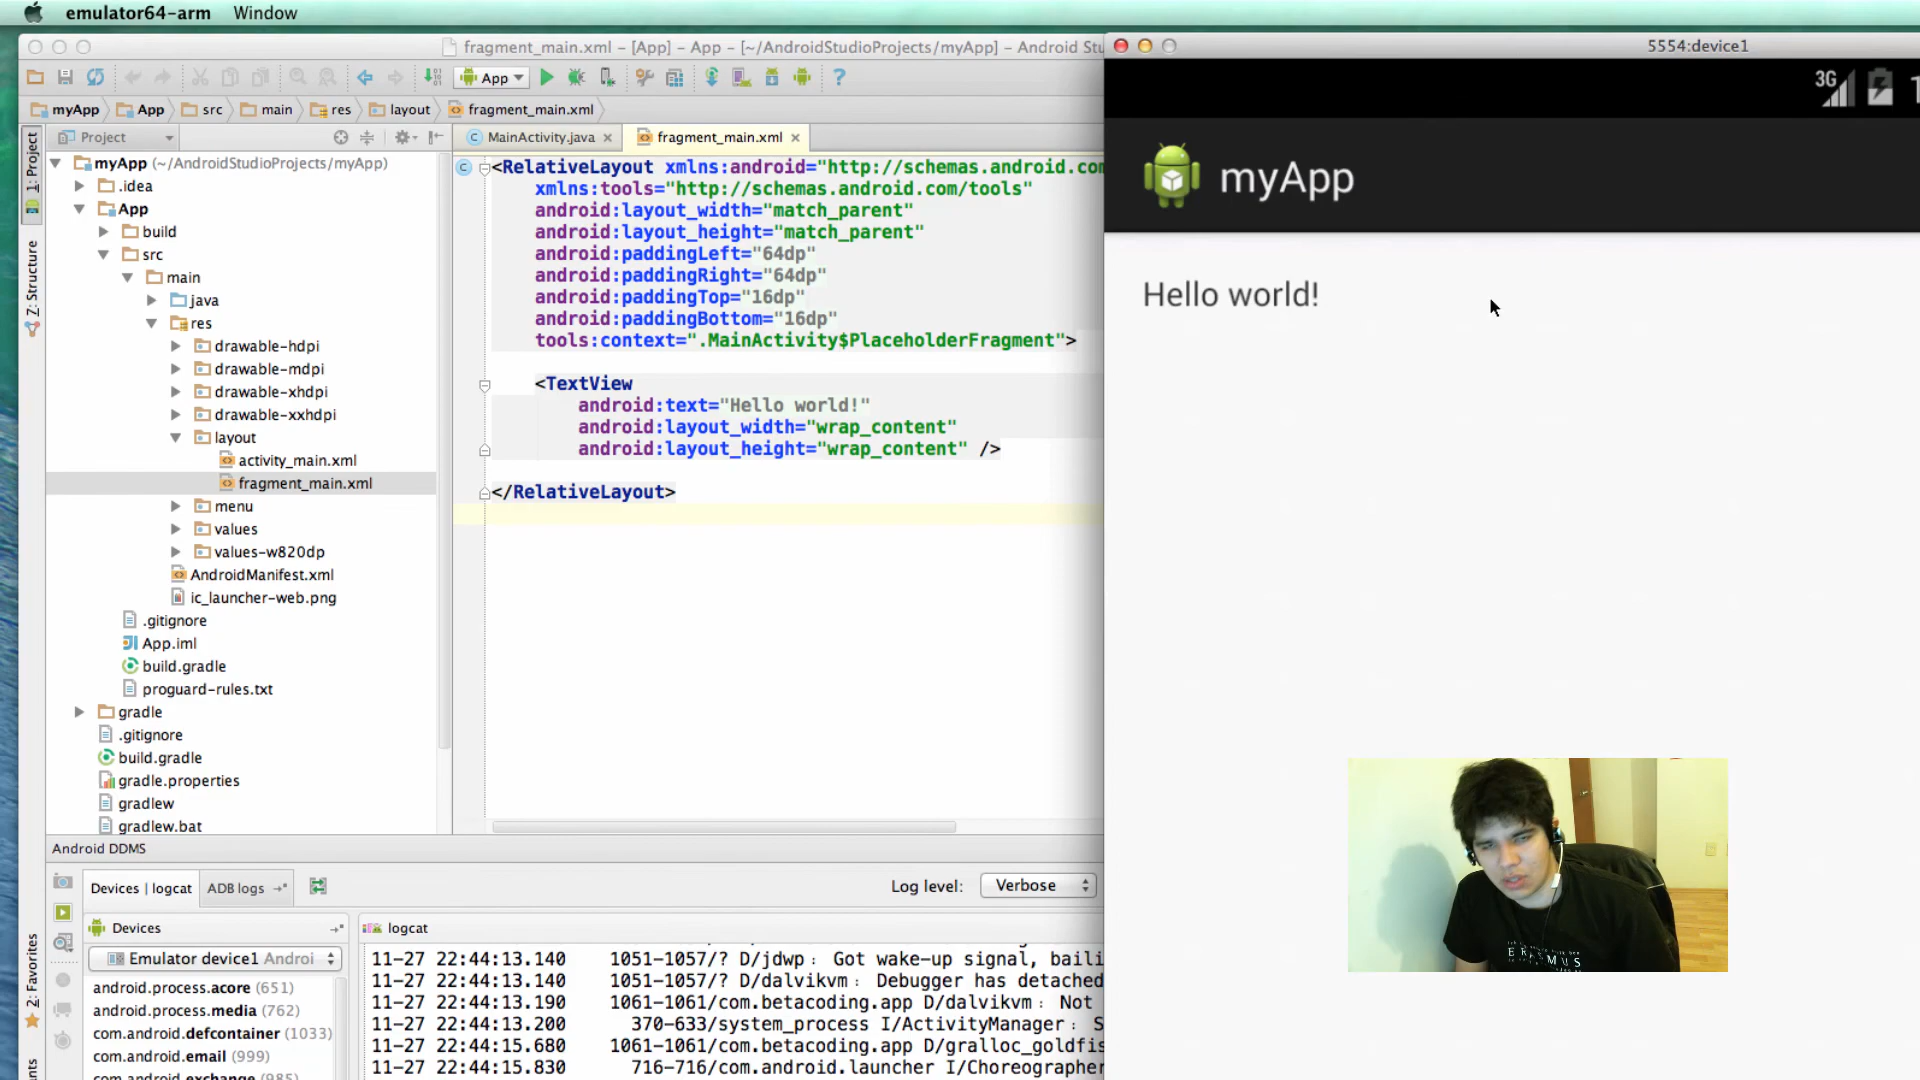 emulator64-arm Window
fragment_main.xml – [App] – App – [~/AndroidStudioProjects/myApp] – Android Stu
5554:device1
App
3G
myApp App src main res layout fragment_main.xml
Project
MainActivity.java fragment_main.xml
1: Project
Z: Structure
2: Favorites
myApp (~/AndroidStudioProjects/myApp)
.idea
App
build
src
main
java
res
drawable-hdpi
drawable-mdpi
drawable-xhdpi
drawable-xxhdpi
layout
activity_main.xml
fragment_main.xml
menu
values
values-w820dp
AndroidManifest.xml
ic_launcher-web.png
.gitignore
App.iml
build.gradle
proguard-rules.txt
gradle
.gitignore
build.gradle
gradle.properties
gradlew
gradlew.bat
<RelativeLayout xmlns:android="http://schemas.android.com
xmlns:tools="http://schemas.android.com/tools"
android:layout_width="match_parent"
android:layout_height="match_parent"
android:paddingLeft="64dp"
android:paddingRight="64dp"
android:paddingTop="16dp"
android:paddingBottom="16dp"
tools:context=".MainActivity$PlaceholderFragment">
<TextView
android:text="Hello world!"
android:layout_width="wrap_content"
android:layout_height="wrap_content" />
</RelativeLayout>
myApp
Hello world!
ERASMUS
Android DDMS
Devices | logcat ADB logs
Log level: Verbose
Devices
logcat
Emulator device1 Androi
android.process.acore (651)
android.process.media (762)
com.android.defcontainer (1033)
com.android.email (999)
com.android.exchange (985)
11-27 22:44:13.140 1051-1057/? D/jdwp: Got wake-up signal, baili
11-27 22:44:13.140 1051-1057/? D/dalvikvm: Debugger has detached
11-27 22:44:13.190 1061-1061/com.betacoding.app D/dalvikvm: Not
11-27 22:44:13.200 370-633/system_process I/ActivityManager: S
11-27 22:44:15.680 1061-1061/com.betacoding.app D/gralloc_goldfis
11-27 22:44:15.830 716-716/com.android.launcher I/Choreographer